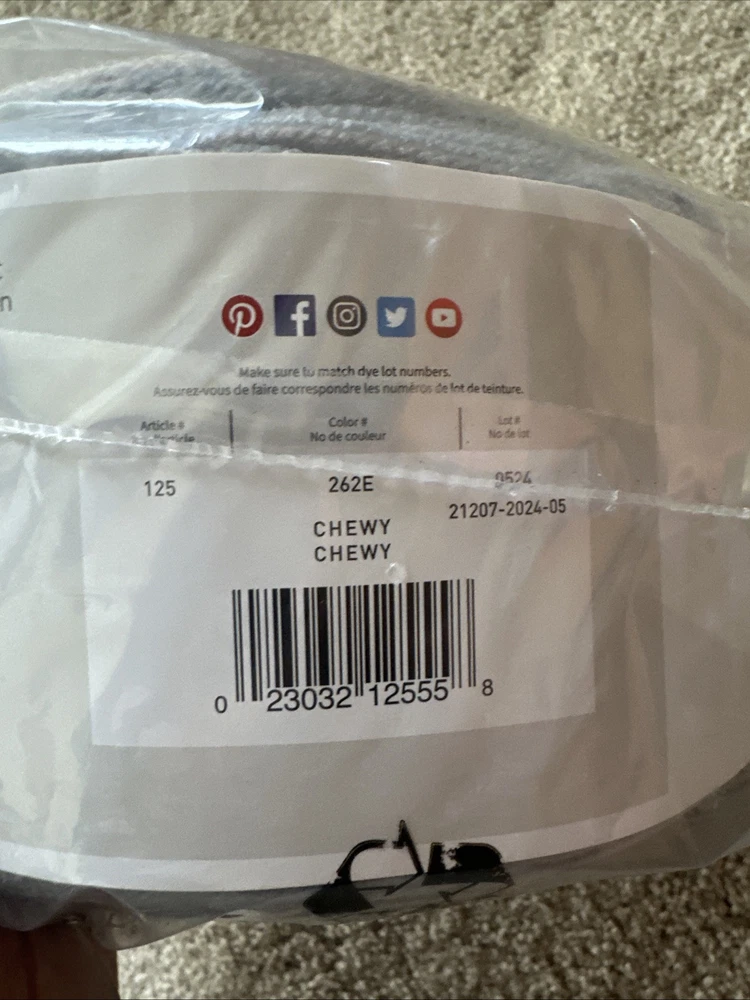 n
Make sure to match dye lot numbers.
Assurez-vous de faire correspondre les numéros de lot de teinture.
Article #
Color #
No de couleur
Lot #
No de lot
125
262E
0524
21207-2024-05
CHEWY
CHEWY
0 23032 12555 8